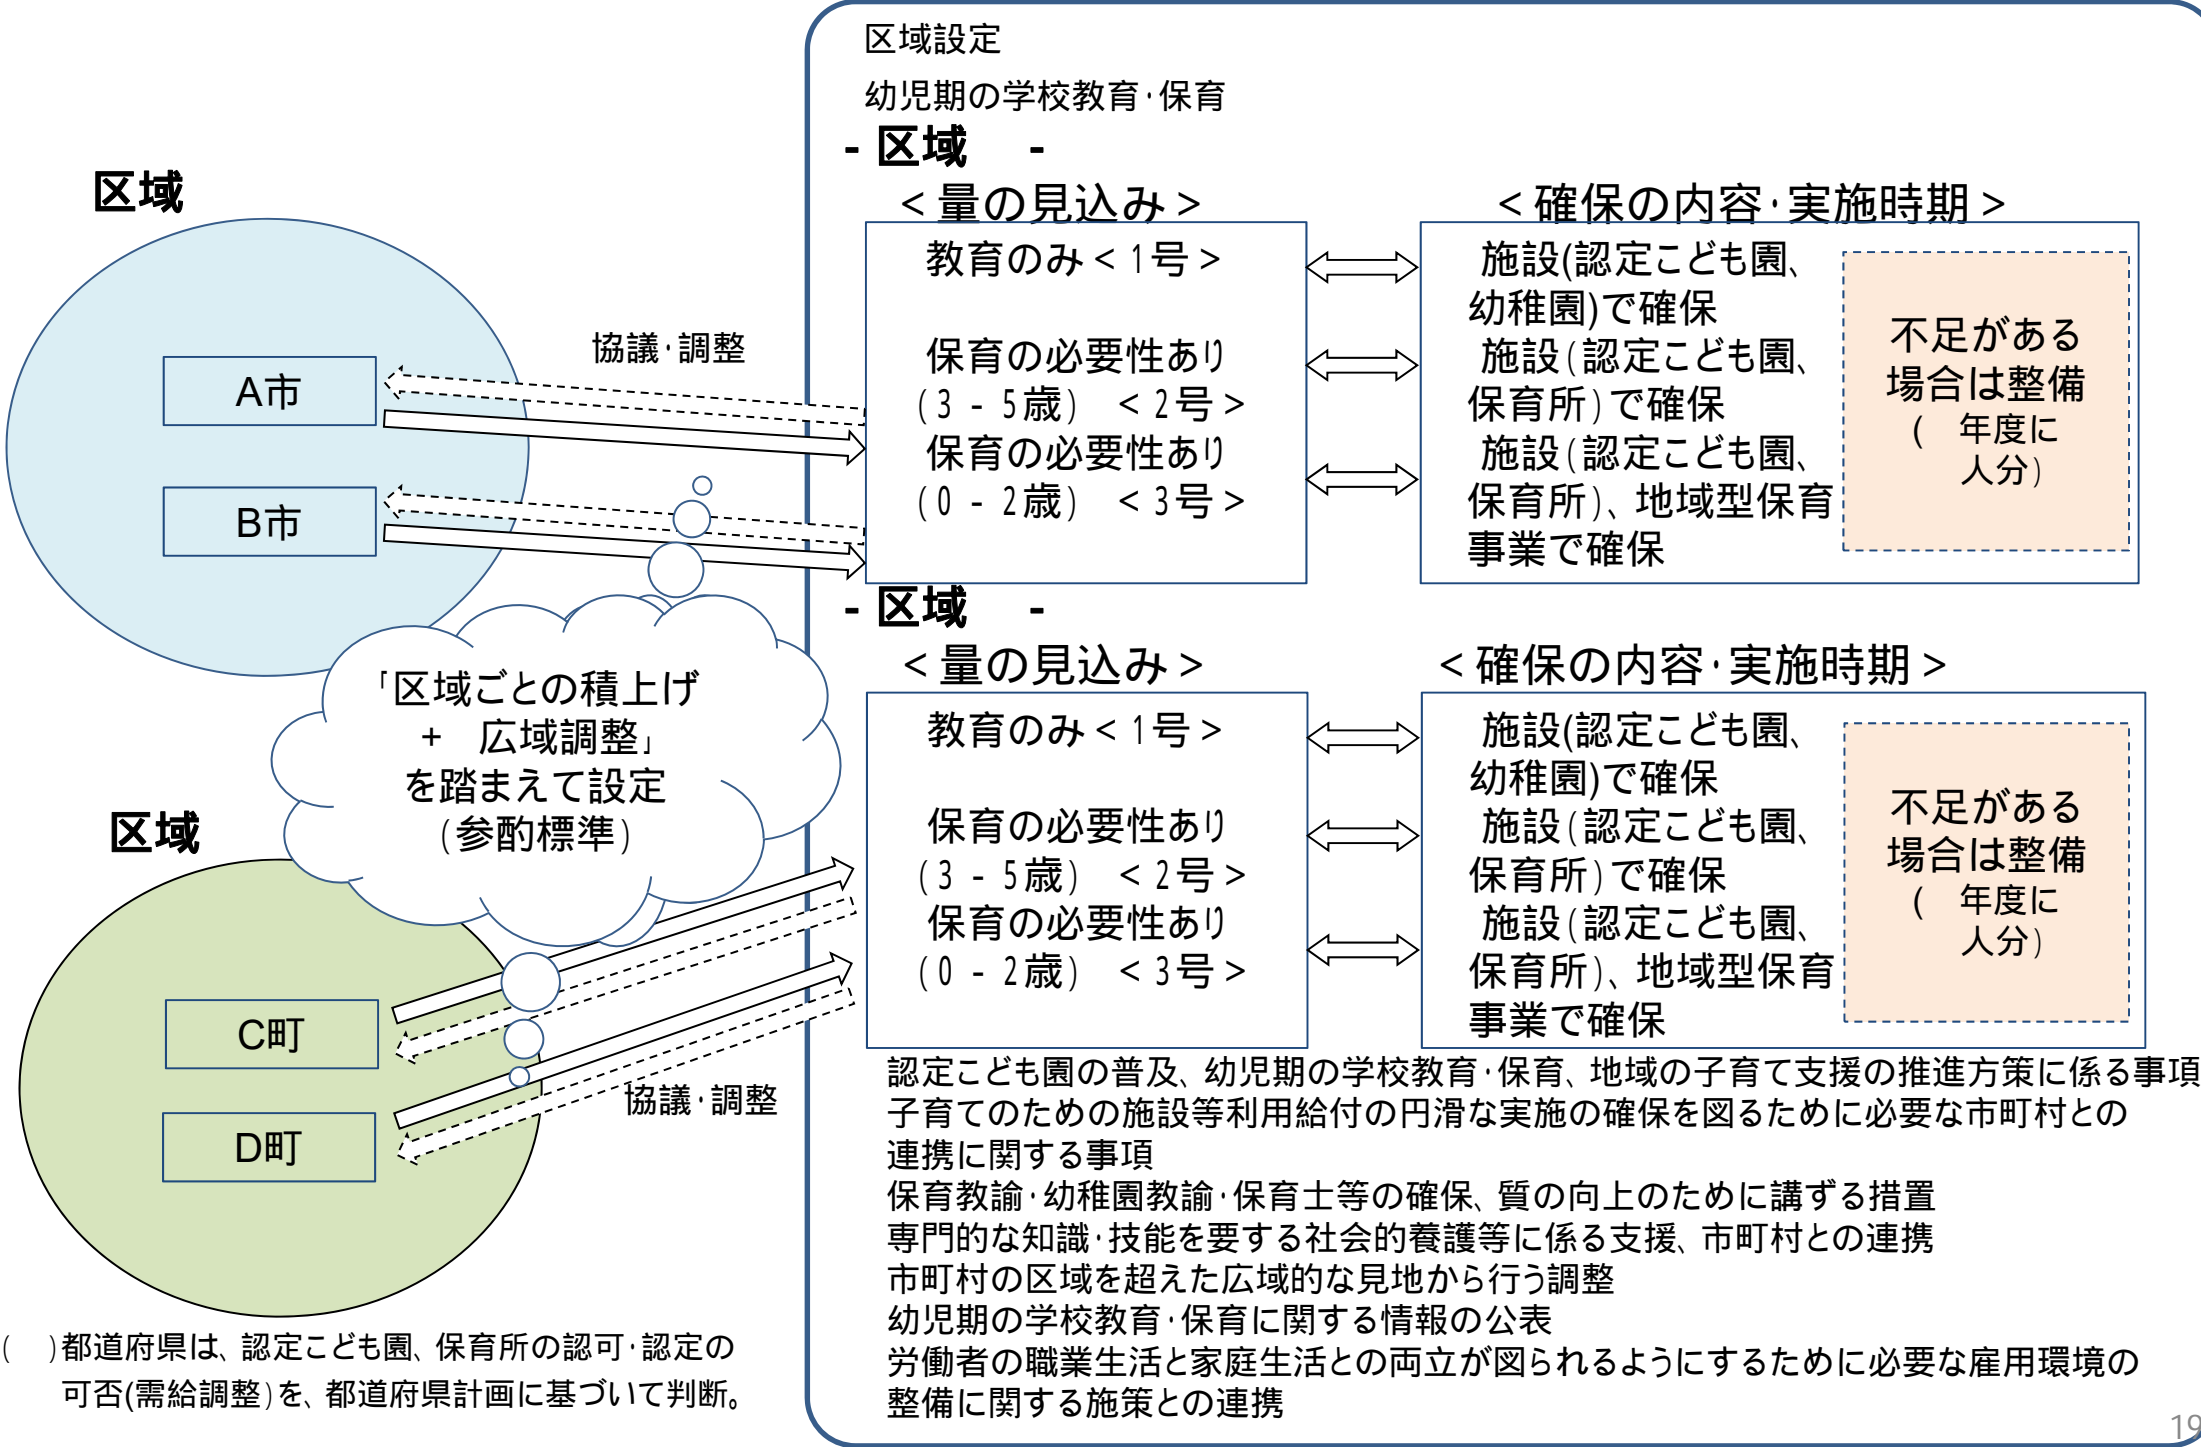 区域設定
幼児期の学校教育･保育
- 区域　-
区域
＜量の見込み＞
＜確保の内容･実施時期＞
教育のみ＜1号＞
保育の必要性あり
(3 - 5歳)　＜2号＞
保育の必要性あり
(0 - 2歳)　＜3号＞
施設(認定こども園、
幼稚園)で確保
施設(認定こども園、
保育所)で確保
施設(認定こども園、
保育所)、地域型保育
事業で確保
不足がある
場合は整備
(　年度に
人分)
協議･調整
A市
B市
「区域ごとの積上げ
+　広域調整」
を踏まえて設定
(参酌標準)
- 区域　-
＜量の見込み＞
＜確保の内容･実施時期＞
教育のみ＜1号＞
保育の必要性あり
(3 - 5歳)　＜2号＞
保育の必要性あり
(0 - 2歳)　＜3号＞
施設(認定こども園、
幼稚園)で確保
施設(認定こども園、
保育所)で確保
施設(認定こども園、
保育所)、地域型保育
事業で確保
不足がある
場合は整備
(　年度に
人分)
区域
C町
D町
協議･調整
認定こども園の普及、幼児期の学校教育･保育、地域の子育て支援の推進方策に係る事項
子育てのための施設等利用給付の円滑な実施の確保を図るために必要な市町村との
連携に関する事項
保育教諭･幼稚園教諭･保育士等の確保、質の向上のために講ずる措置
専門的な知識･技能を要する社会的養護等に係る支援、市町村との連携
市町村の区域を超えた広域的な見地から行う調整
幼児期の学校教育･保育に関する情報の公表
労働者の職業生活と家庭生活との両立が図られるようにするために必要な雇用環境の
整備に関する施策との連携
(　)都道府県は、認定こども園、保育所の認可･認定の
可否(需給調整)を、都道府県計画に基づいて判断。
19